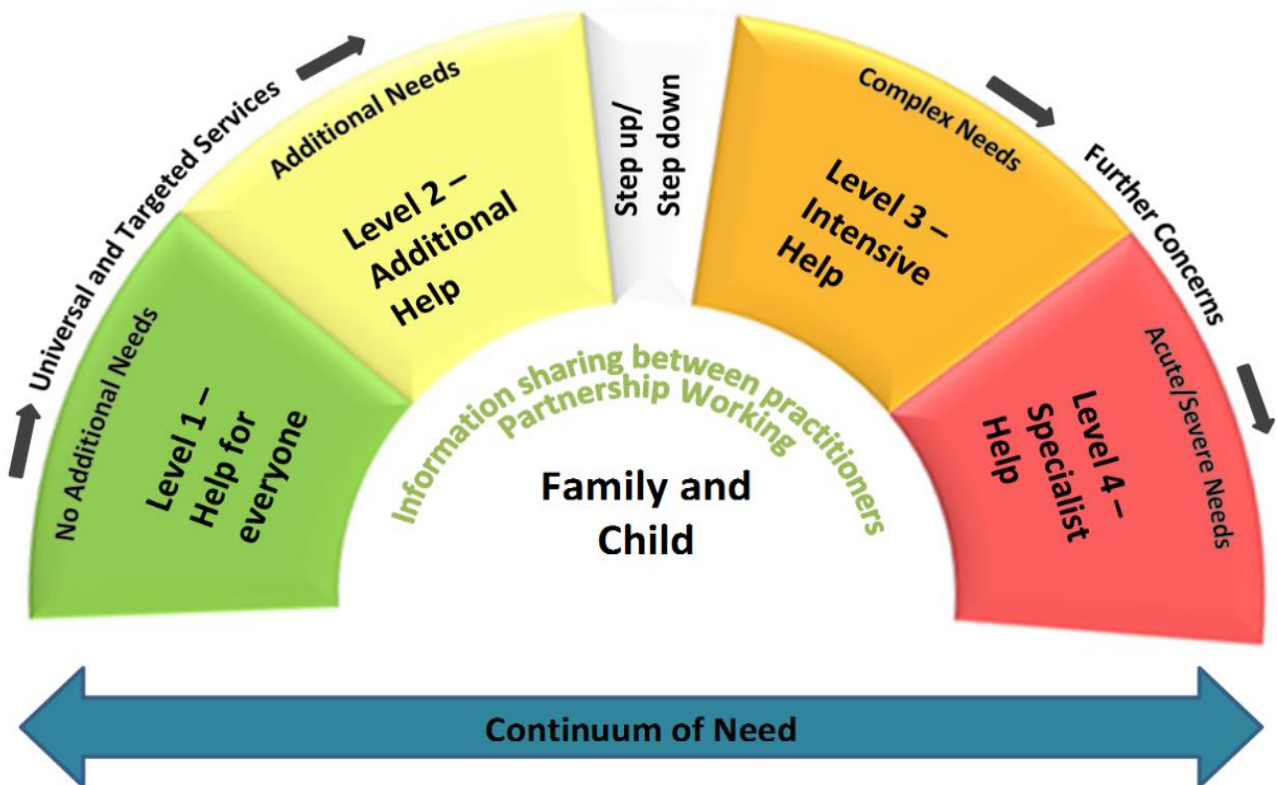 Universal and Targeted Services
No Additional Needs
Level 1 –
Help for
everyone
Additional Needs
Level 2 –
Additional
Help
Step up/
Step down
Complex Needs
Level 3 –
Intensive
Help
Further Concerns
Acute/Severe Needs
Level 4 –
Specialist
Help
Information sharing between practitioners
Partnership Working
Family and
Child
Continuum of Need